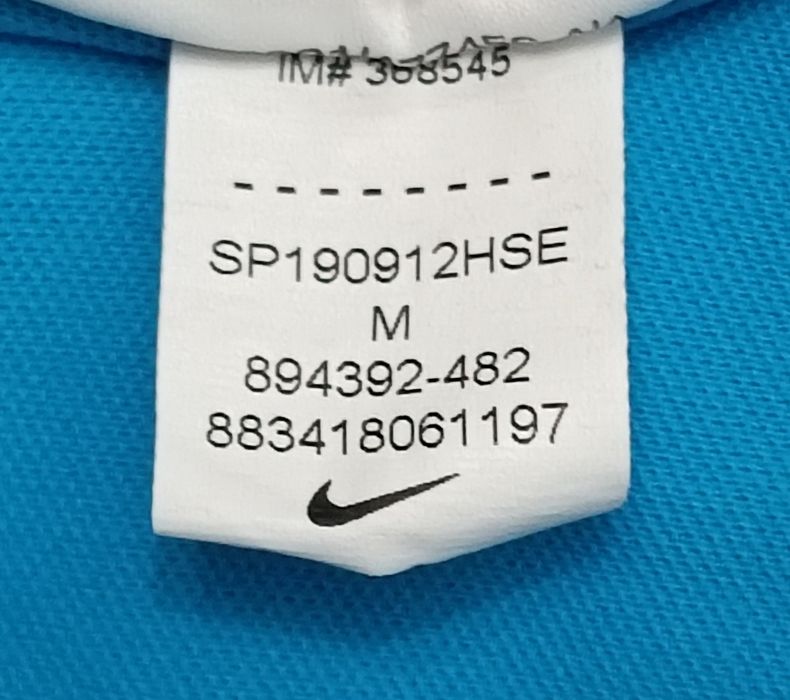 IM# 368545
- - - - - - - -
SP190912HSE
M
894392-482
883418061197